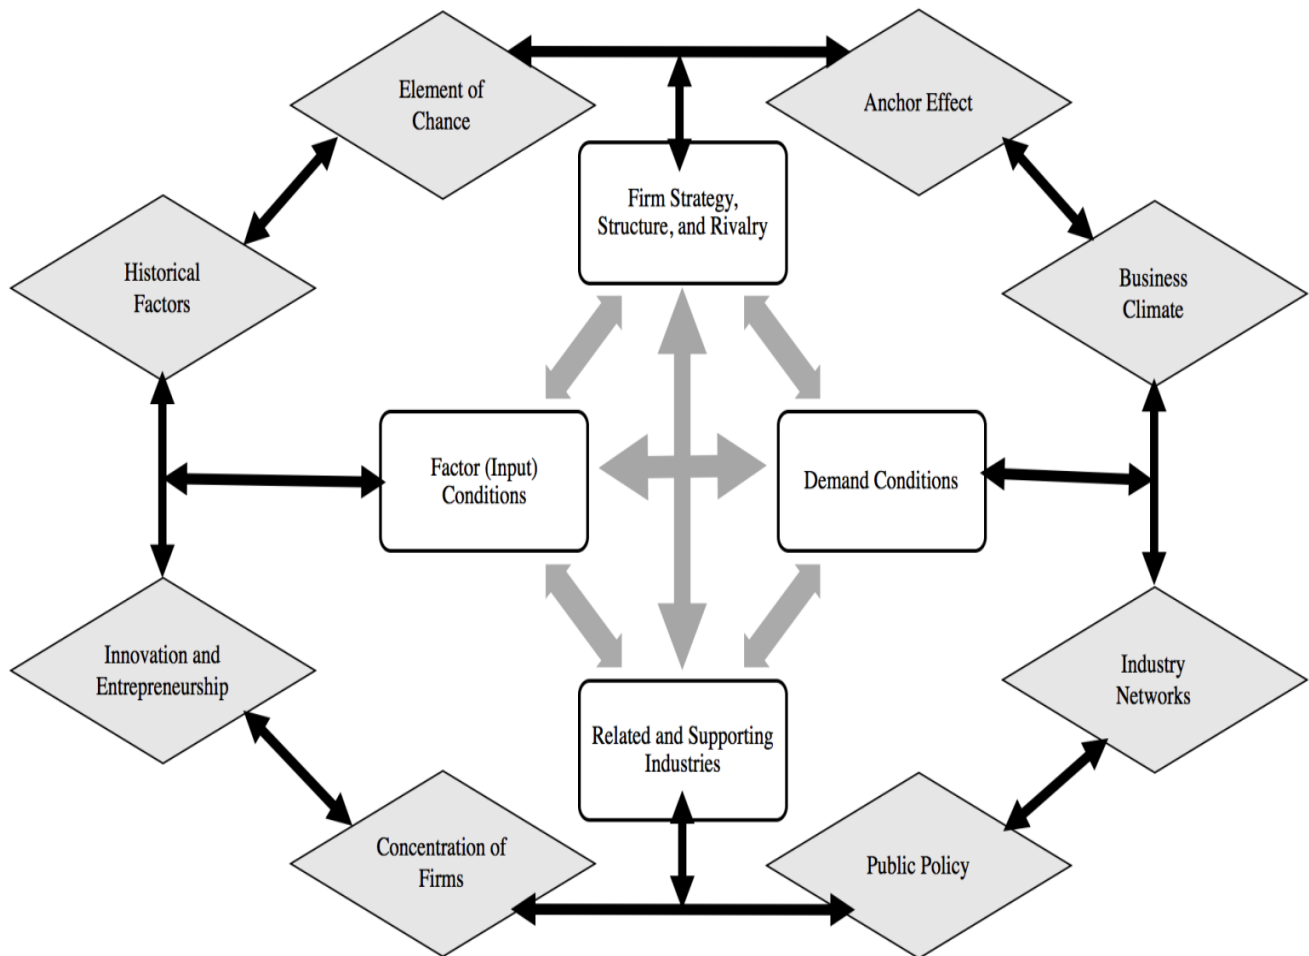 Element of
Chance
Anchor Effect
Firm Strategy,
Structure, and Rivalry
Historical
Factors
Business
Climate
Factor (Input)
Conditions
Demand Conditions
Innovation and
Entrepreneurship
Industry
Networks
Related and Supporting
Industries
Concentration of
Firms
Public Policy